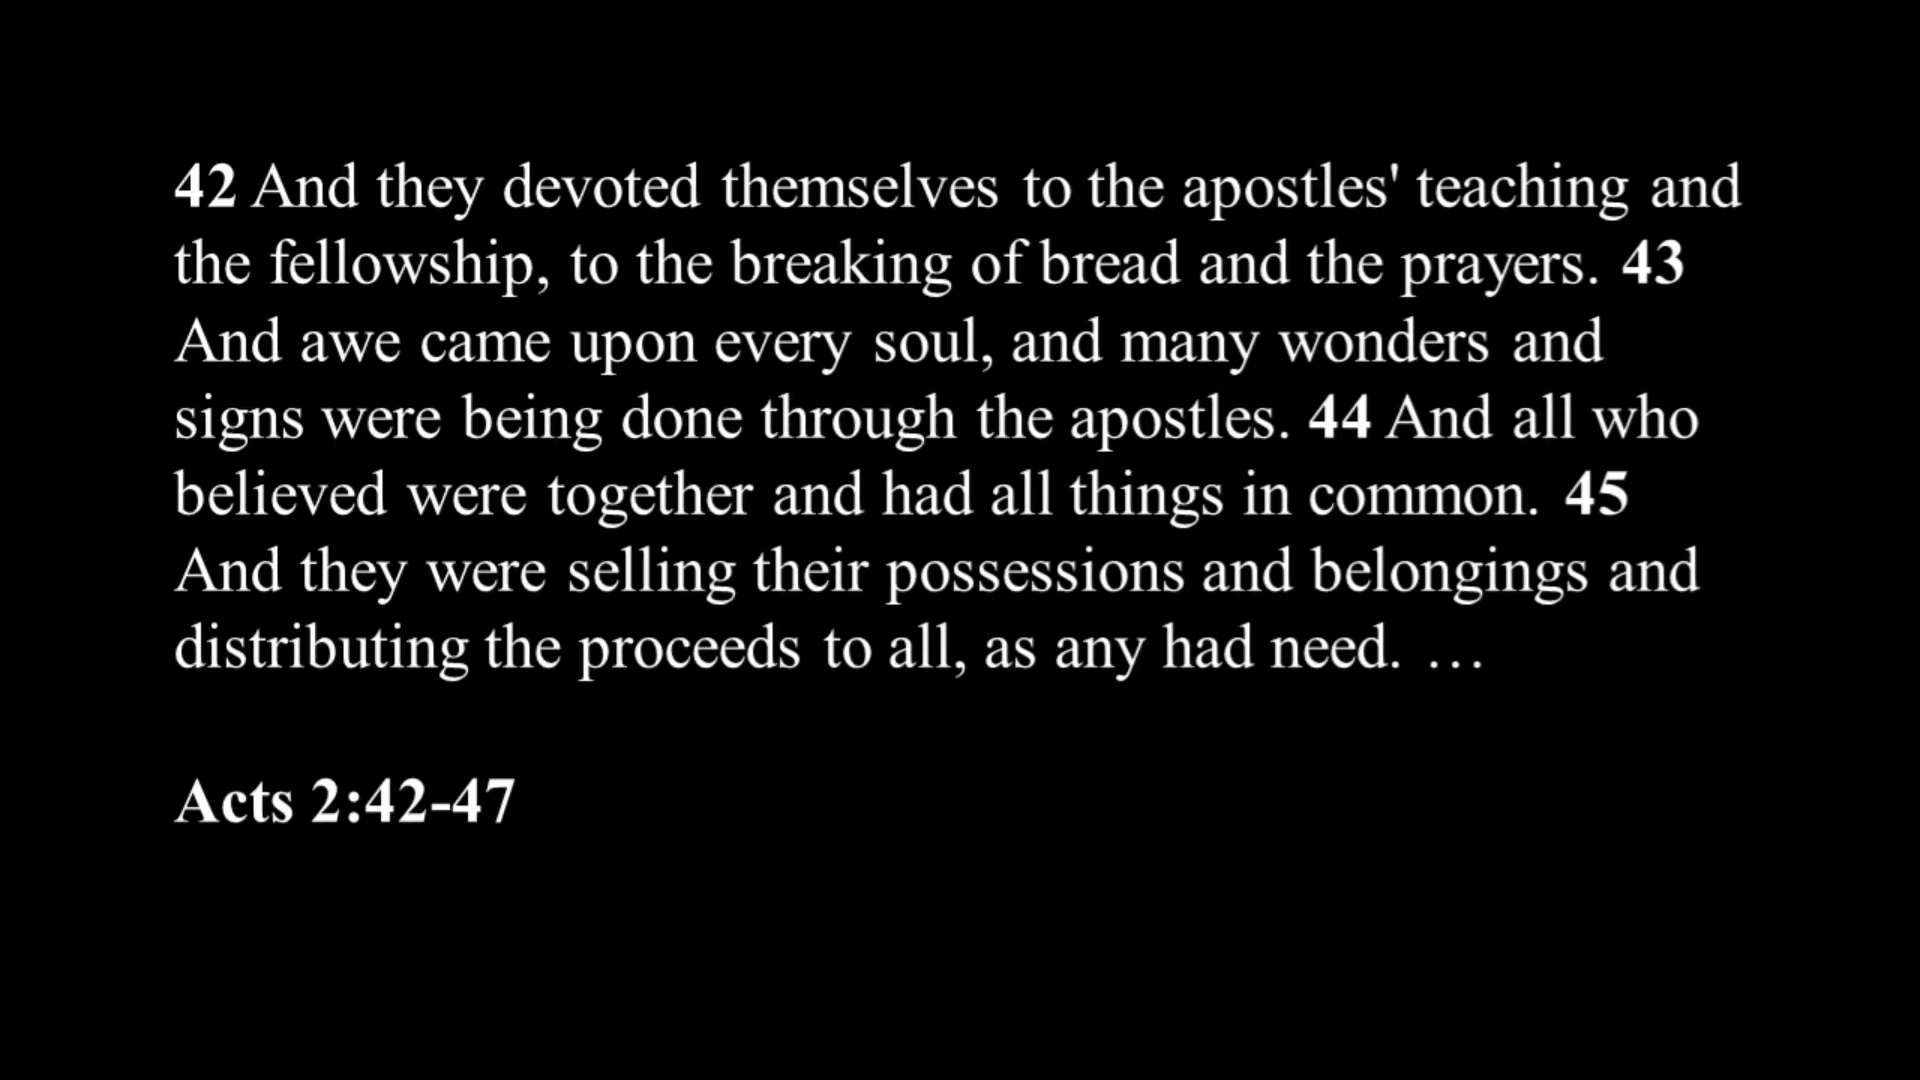 42 And they devoted themselves to the apostles' teaching and
the fellowship, to the breaking of bread and the prayers. 43
And awe came upon every soul, and many wonders and
signs were being done through the apostles. 44 And all who
believed were together and had all things in common. 45
And they were selling their possessions and belongings and
distributing the proceeds to all, as any had need. …
Acts 2:42-47